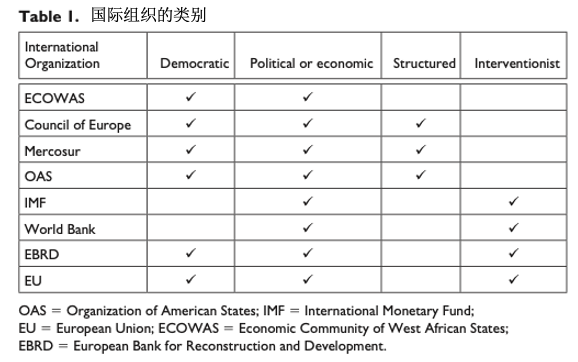 Table 1. 国际组织的类别
International Organization Democratic Political or economic Structured Interventionist
ECOWAS ✓ ✓
Council of Europe ✓ ✓ ✓
Mercosur ✓ ✓ ✓
OAS ✓ ✓ ✓
IMF ✓ ✓
World Bank ✓ ✓
EBRD ✓ ✓ ✓
EU ✓ ✓ ✓
OAS = Organization of American States; IMF = International Monetary Fund;
EU = European Union; ECOWAS = Economic Community of West African States;
EBRD = European Bank for Reconstruction and Development.